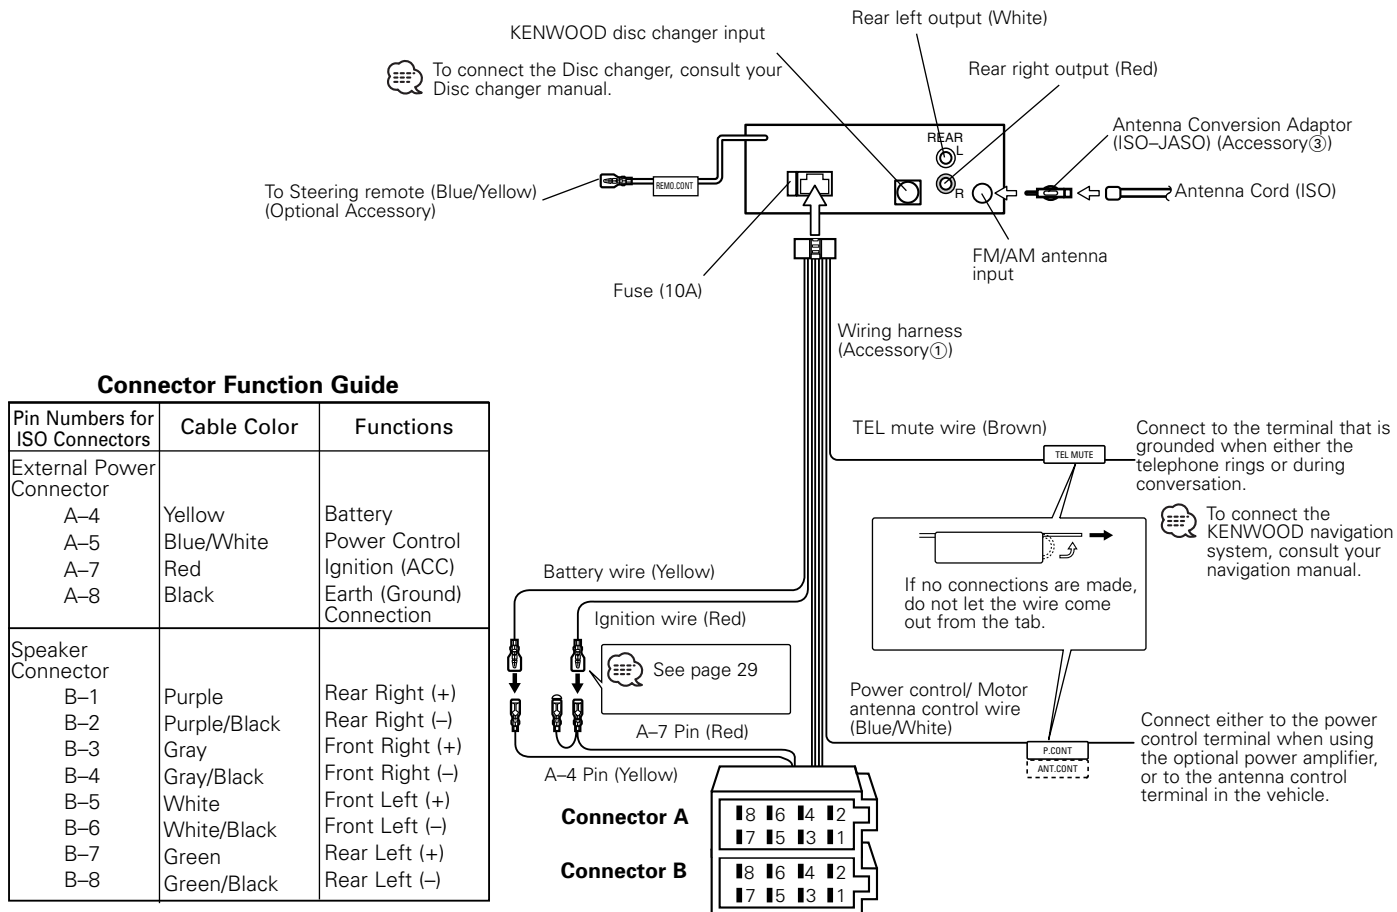 Rear left output (White)
KENWOOD disc changer input
To connect the Disc changer, consult your
Disc changer manual.
Rear right output (Red)
Antenna Conversion Adaptor
(ISO–JASO) (Accessory③)
REAR
L
R
REMO.CONT
To Steering remote (Blue/Yellow)
(Optional Accessory)
Antenna Cord (ISO)
FM/AM antenna
input
Fuse (10A)
Wiring harness
(Accessory①)
Connector Function Guide
Pin Numbers for
ISO Connectors
Cable Color
Functions
External Power
Connector
A–4 Yellow Battery
A–5 Blue/White Power Control
A–7 Red Ignition (ACC)
A–8 Black Earth (Ground)
Connection
Speaker
Connector
B–1 Purple Rear Right (+)
B–2 Purple/Black Rear Right (–)
B–3 Gray Front Right (+)
B–4 Gray/Black Front Right (–)
B–5 White Front Left (+)
B–6 White/Black Front Left (–)
B–7 Green Rear Left (+)
B–8 Green/Black Rear Left (–)
TEL mute wire (Brown)
TEL MUTE
Connect to the terminal that is
grounded when either the
telephone rings or during
conversation.
To connect the
KENWOOD navigation
system, consult your
navigation manual.
If no connections are made,
do not let the wire come
out from the tab.
Battery wire (Yellow)
Ignition wire (Red)
See page 29
A–7 Pin (Red)
A–4 Pin (Yellow)
Power control/ Motor
antenna control wire
(Blue/White)
P.CONT
ANT.CONT
Connect either to the power
control terminal when using
the optional power amplifier,
or to the antenna control
terminal in the vehicle.
Connector A
8 6 4 2
7 5 3 1
Connector B
8 6 4 2
7 5 3 1